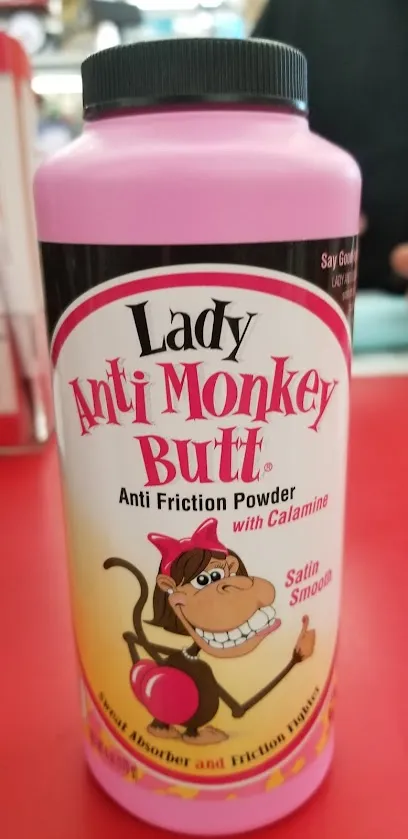 Say Good
Lady
Anti Monkey
Butt®
Anti Friction Powder
with Calamine
Satin
Smooth
Sweat Absorber and Friction Fighter